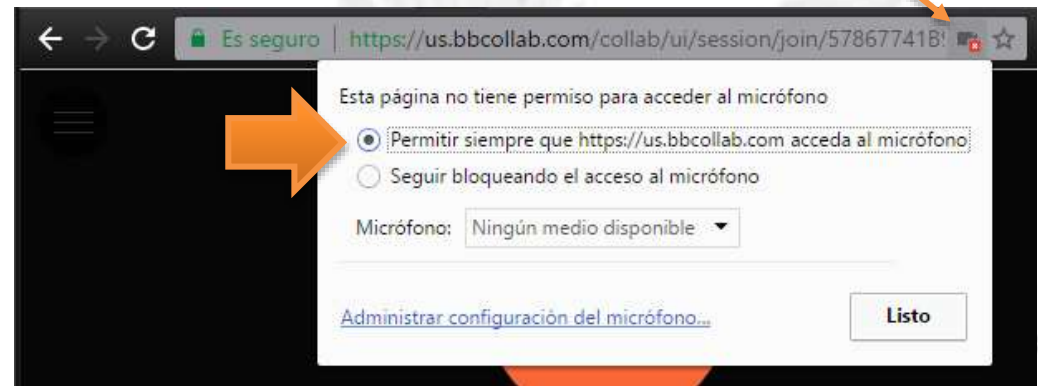 Es seguro | https://us.bbcollab.com/collab/ui/session/join/57867741B
Esta página no tiene permiso para acceder al micrófono
Permitir siempre que https://us.bbcollab.com acceda al micrófono
Seguir bloqueando el acceso al micrófono
Micrófono: Ningún medio disponible
Administrar configuración del micrófono...
Listo